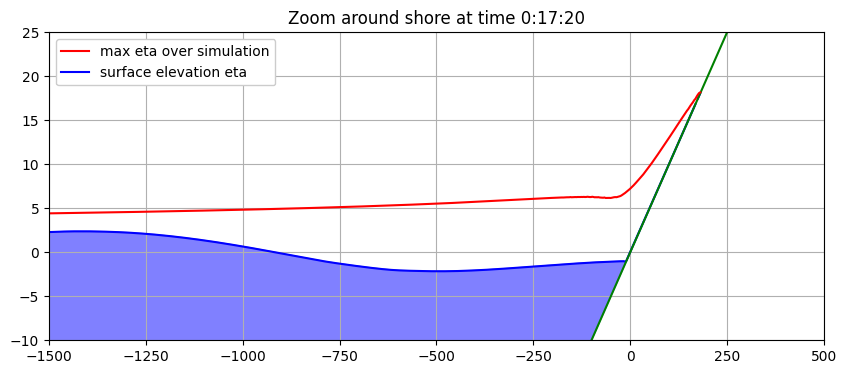 Zoom around shore at time 0:17:20
max eta over simulation
surface elevation eta
25
20
15
10
5
0
−5
−10
−1500 −1250 −1000 −750 −500 −250 0 250 500